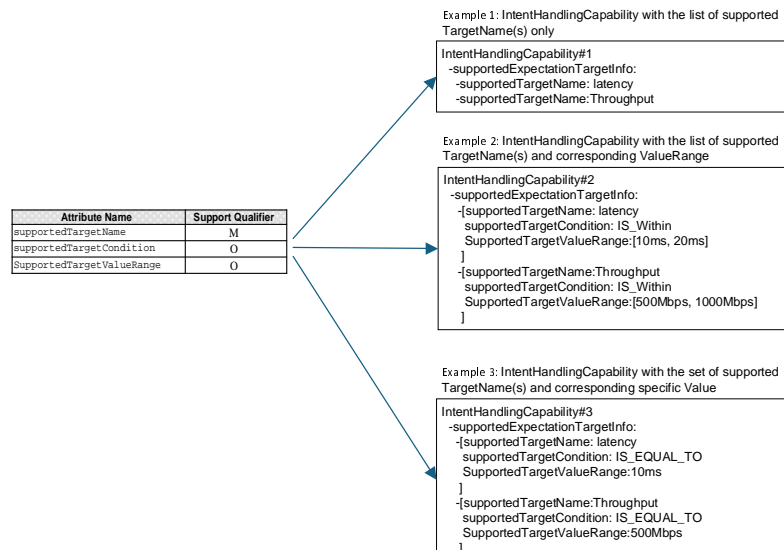 Example 1: IntentHandlingCapability with the list of supported
TargetName(s) only
IntentHandlingCapability#1
-supportedExpectationTargetInfo:
-supportedTargetName: latency
-supportedTargetName:Throughput
Example 2: IntentHandlingCapability with the list of supported
TargetName(s) and corresponding ValueRange
IntentHandlingCapability#2
-supportedExpectationTargetInfo:
-[supportedTargetName: latency
supportedTargetCondition: IS_Within
SupportedTargetValueRange:[10ms, 20ms]
]
-[supportedTargetName:Throughput
supportedTargetCondition: IS_Within
SupportedTargetValueRange:[500Mbps, 1000Mbps]
]
Attribute Name Support Qualifier
supportedTargetName M
supportedTargetCondition O
SupportedTargetValueRange O
Example 3: IntentHandlingCapability with the set of supported
TargetName(s) and corresponding specific Value
IntentHandlingCapability#3
-supportedExpectationTargetInfo:
-[supportedTargetName: latency
supportedTargetCondition: IS_EQUAL_TO
SupportedTargetValueRange:10ms
]
-[supportedTargetName:Throughput
supportedTargetCondition: IS_EQUAL_TO
SupportedTargetValueRange:500Mbps
]